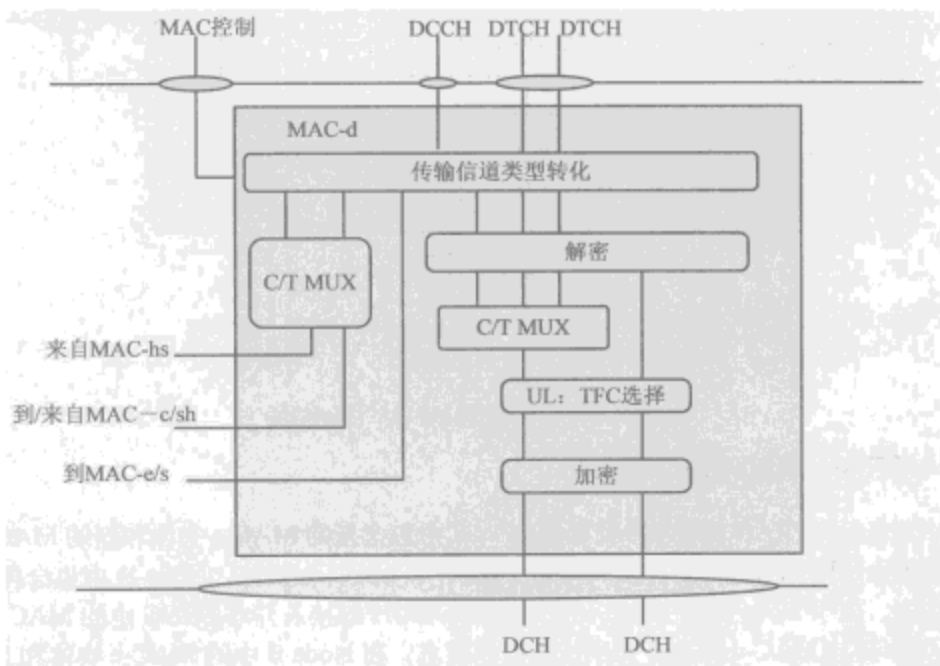 MAC控制
DCCH
DTCH
DTCH
MAC-d
传输信道类型转化
解密
C/T MUX
C/T MUX
来自MAC-hs
UL：TFC选择
到/来自MAC－c/sh
到MAC-e/s
加密
DCH
DCH